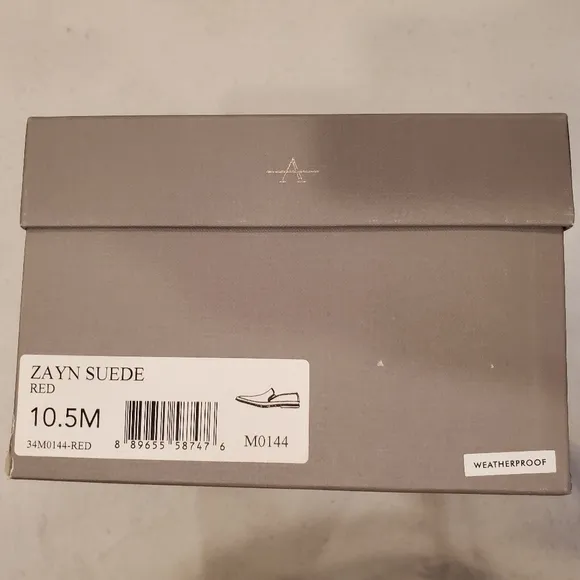 A
ZAYN SUEDE
RED
10.5M
34M0144-RED
8 89655 58747 6
M0144
WEATHERPROOF